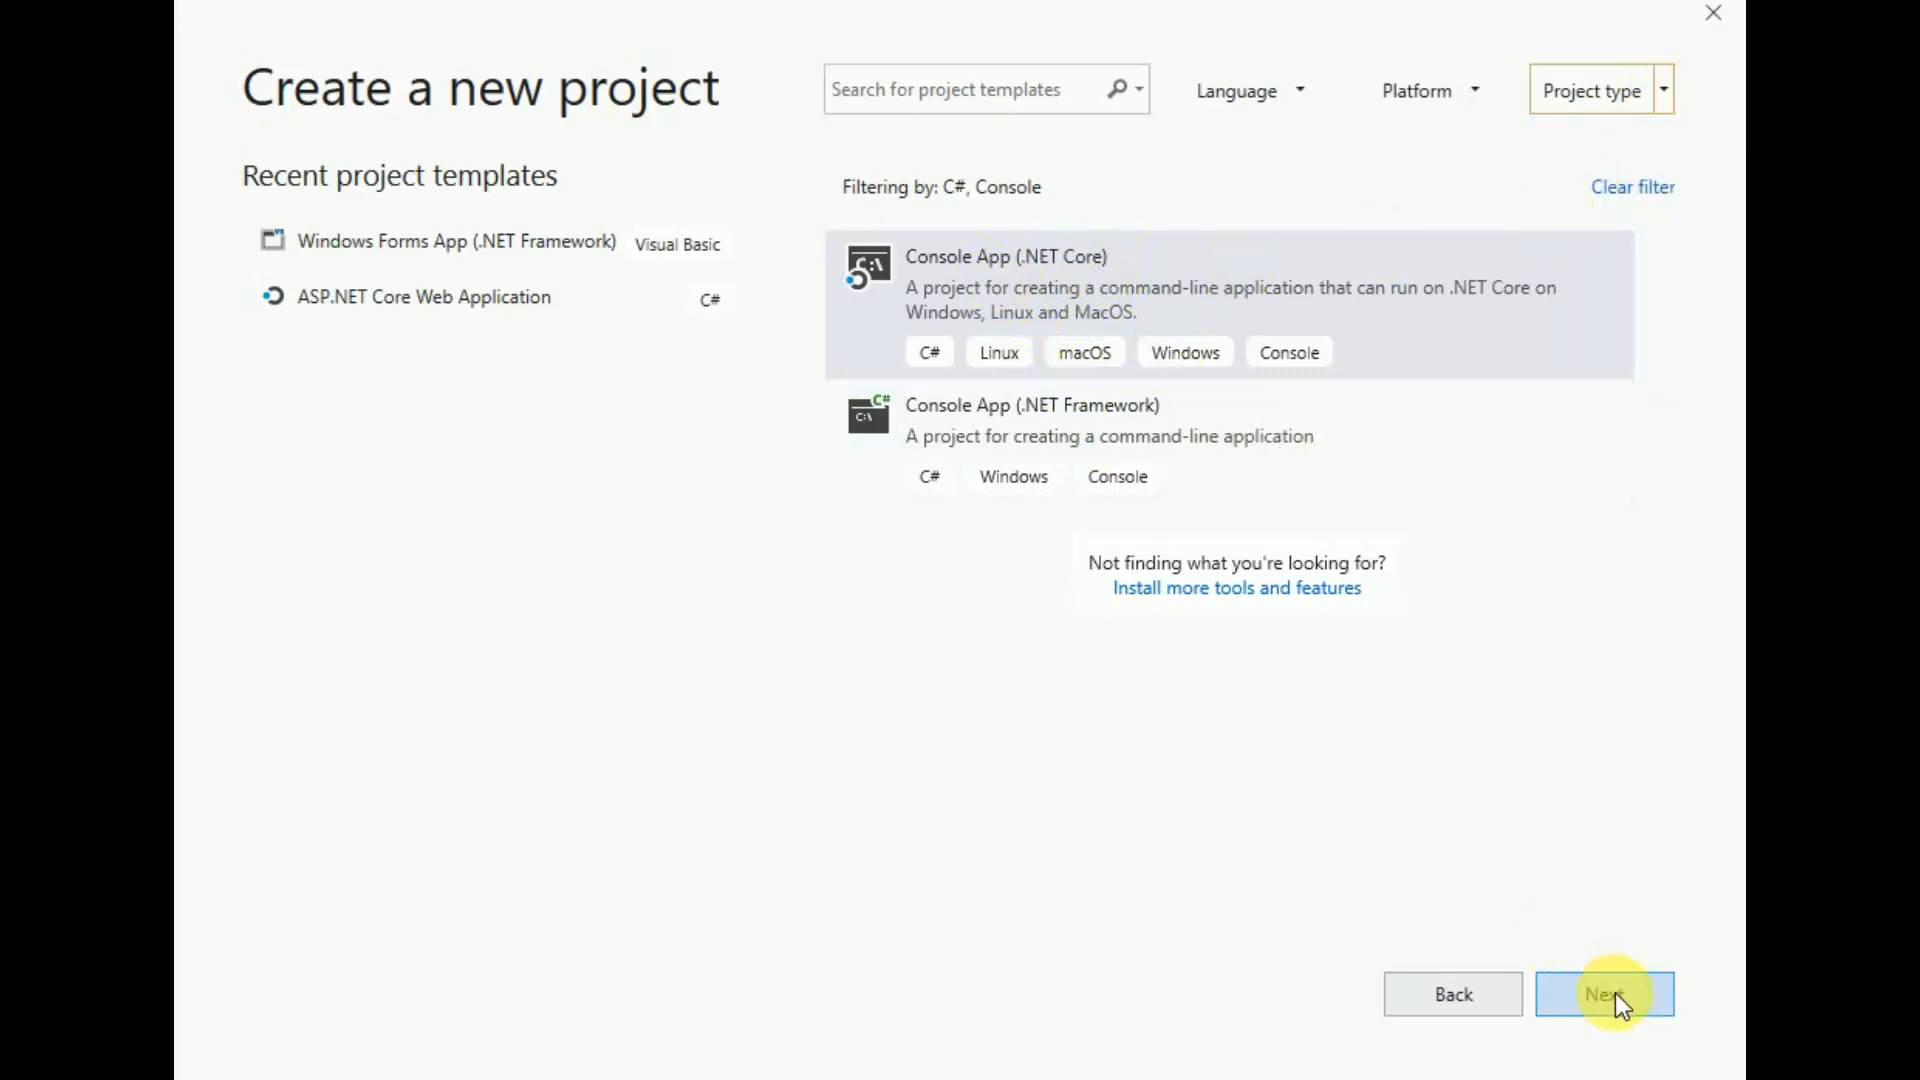 Create a new project
Search for project templates
Language
Platform
Project type
Recent project templates
Windows Forms App (.NET Framework) Visual Basic
ASP.NET Core Web Application C#
Filtering by: C#, Console
Clear filter
C:\
Console App (.NET Core)
A project for creating a command-line application that can run on .NET Core on
Windows, Linux and MacOS.
C# Linux macOS Windows Console
C#
C:\
Console App (.NET Framework)
A project for creating a command-line application
C# Windows Console
Not finding what you're looking for?
Install more tools and features
Back
Next